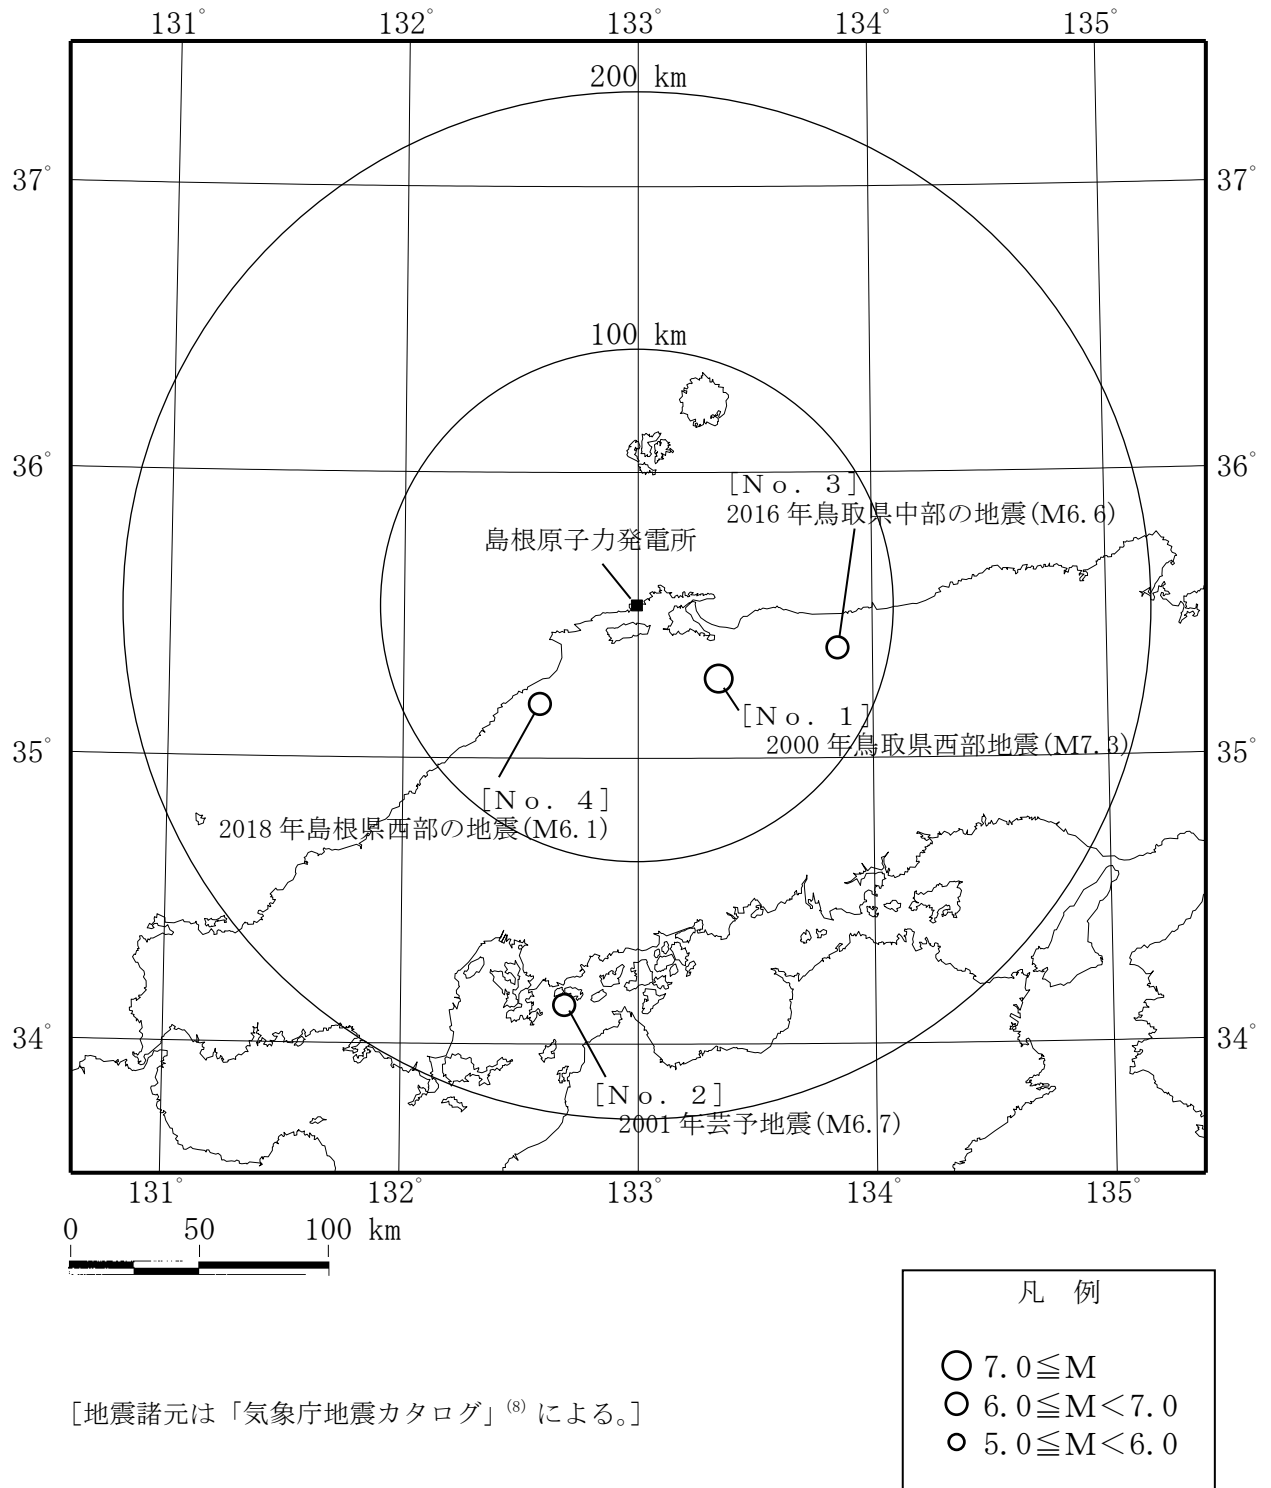 131° 132° 133° 134° 135°
200 km
37° 37°
100 km
36° 36°
［No. 3］
2016 年鳥取県中部の地震(M6.6)
島根原子力発電所
［No. 1］
2000 年鳥取県西部地震(M7.3)
35° 35°
［No. 4］
2018 年島根県西部の地震(M6.1)
34° 34°
［No. 2］
2001 年芸予地震(M6.7)
131° 132° 133° 134° 135°
0 50 100 km
凡 例
7.0≦M
6.0≦M＜7.0
5.0≦M＜6.0
［地震諸元は「気象庁地震カタログ」(8) による。］